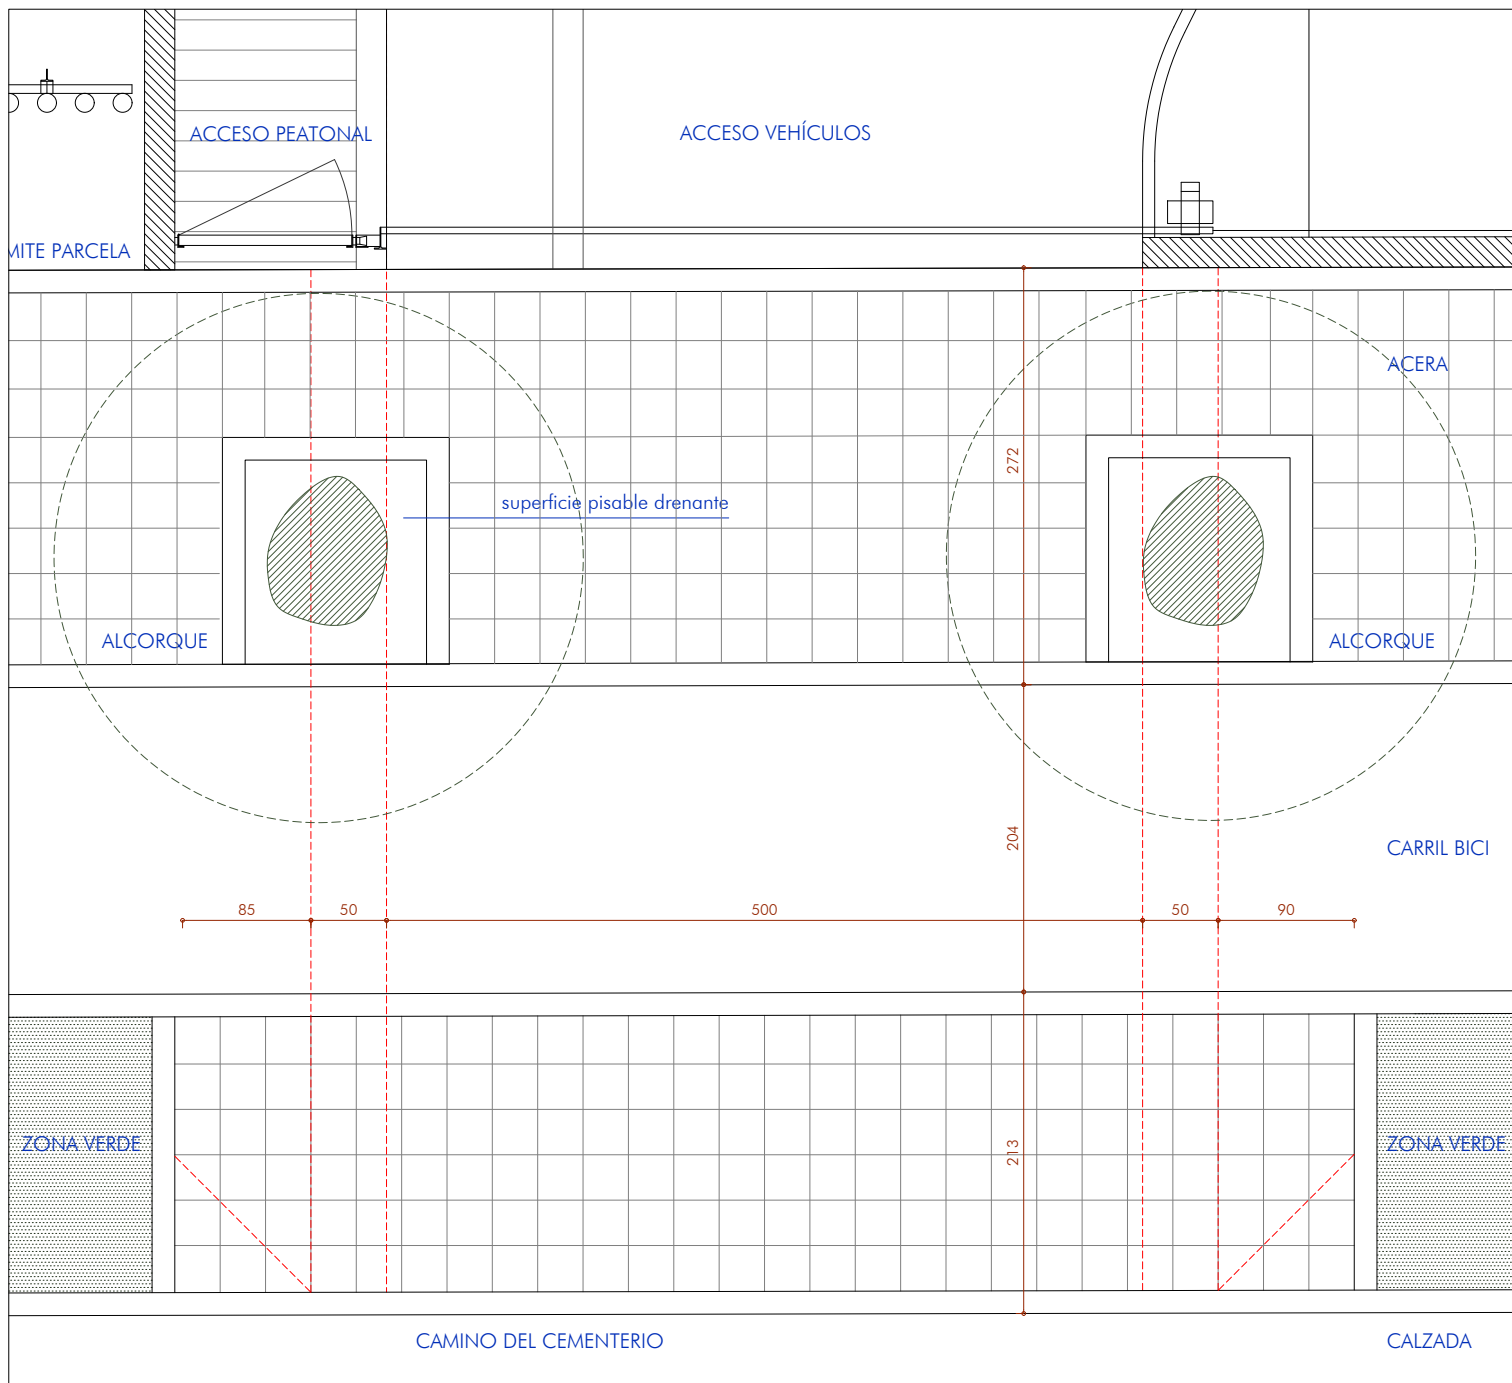 ACCESO PEATONAL
ACCESO VEHÍCULOS
MITE PARCELA
ACERA
272
superficie pisable drenante
ALCORQUE
ALCORQUE
204
CARRIL BICI
85 50 500 50 90
ZONA VERDE
213
ZONA VERDE
CAMINO DEL CEMENTERIO
CALZADA